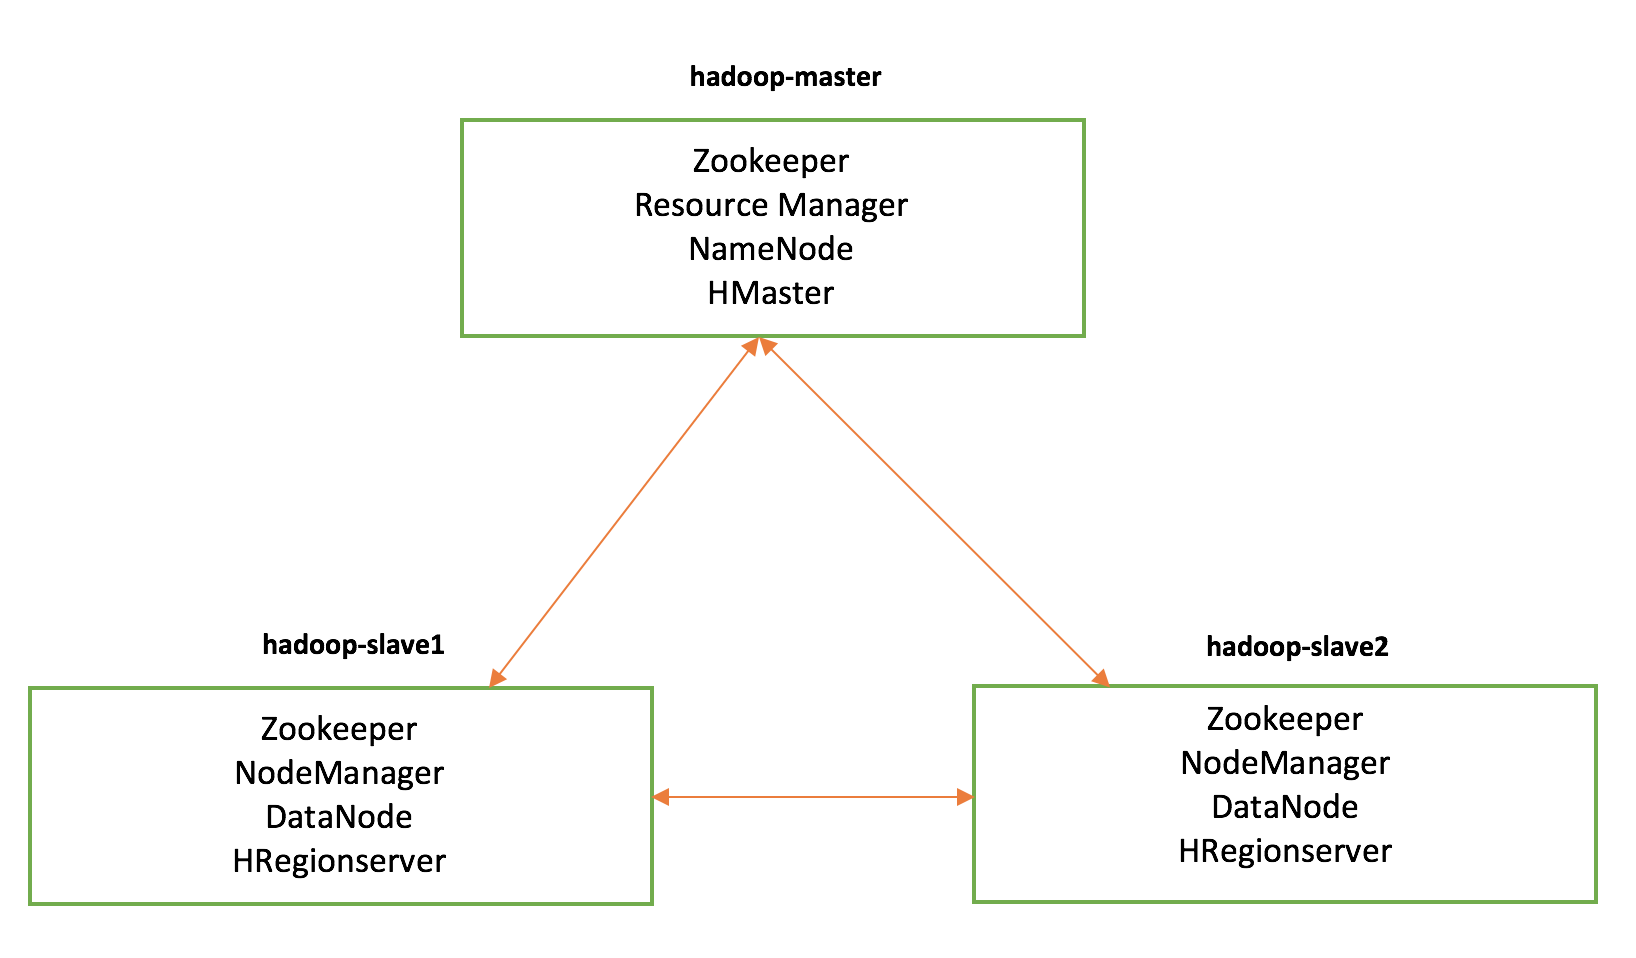 hadoop-master
Zookeeper
Resource Manager
NameNode
HMaster
hadoop-slave1
Zookeeper
NodeManager
DataNode
HRegionserver
hadoop-slave2
Zookeeper
NodeManager
DataNode
HRegionserver